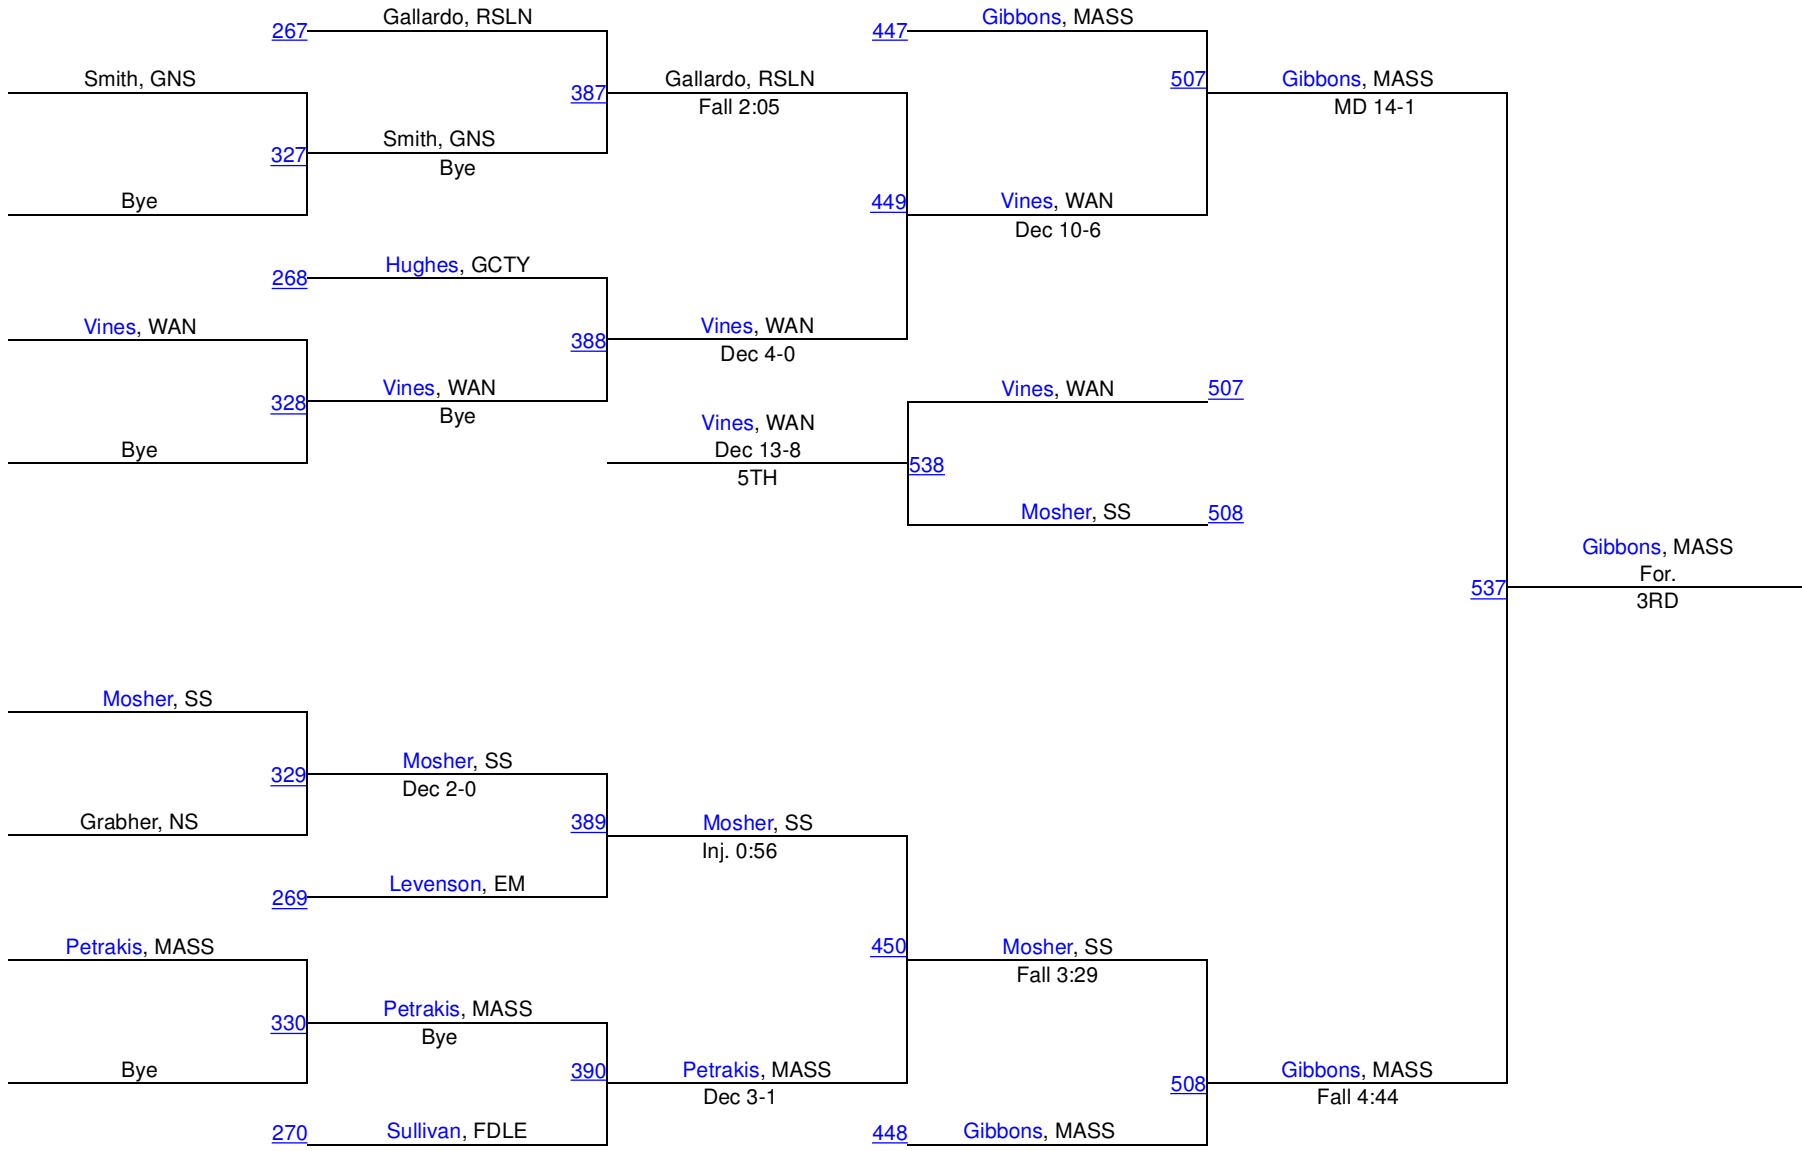 Gallardo, RSLN
267
Gibbons, MASS
447
Smith, GNS
387
Gallardo, RSLN
Fall 2:05
507
Gibbons, MASS
MD 14-1
327
Smith, GNS
Bye
Bye
449
Vines, WAN
Dec 10-6
268
Hughes, GCTY
Vines, WAN
388
Vines, WAN
Dec 4-0
328
Vines, WAN
Bye
Vines, WAN
507
Bye
Vines, WAN
Dec 13-8
5TH
538
Mosher, SS
508
537
Gibbons, MASS
For.
3RD
Mosher, SS
329
Mosher, SS
Dec 2-0
Grabher, NS
389
Mosher, SS
Inj. 0:56
269
Levenson, EM
Petrakis, MASS
450
Mosher, SS
Fall 3:29
330
Petrakis, MASS
Bye
Bye
390
Petrakis, MASS
Dec 3-1
508
Gibbons, MASS
Fall 4:44
270
Sullivan, FDLE
448
Gibbons, MASS